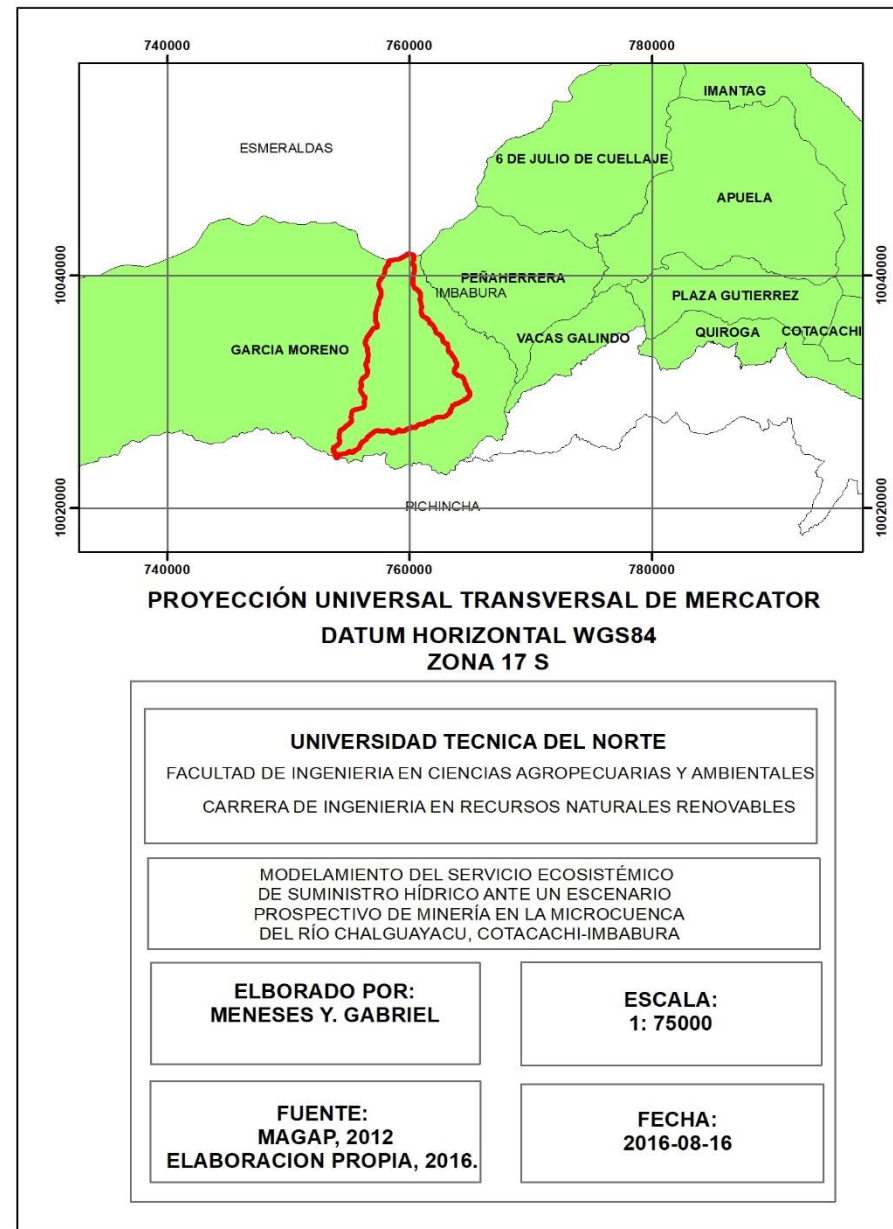 740000 760000 780000
IMANTAG
ESMERALDAS
6 DE JULIO DE CUELLAJE
APUELA
10040000 10040000
PEÑAHERRERA
IMBABURA
PLAZA GUTIERREZ
VACAS GALINDO
QUIROGA
COTACACHI
GARCIA MORENO
10020000 10020000
PICHINCHA
740000 760000 780000
PROYECCIÓN UNIVERSAL TRANSVERSAL DE MERCATOR
DATUM HORIZONTAL WGS84
ZONA 17 S
UNIVERSIDAD TECNICA DEL NORTE
FACULTAD DE INGENIERIA EN CIENCIAS AGROPECUARIAS Y AMBIENTALES
CARRERA DE INGENIERIA EN RECURSOS NATURALES RENOVABLES
MODELAMIENTO DEL SERVICIO ECOSISTÉMICO
DE SUMINISTRO HÍDRICO ANTE UN ESCENARIO
PROSPECTIVO DE MINERÍA EN LA MICROCUENCA
DEL RÍO CHALGUAYACU, COTACACHI-IMBABURA
ELBORADO POR:
MENESES Y. GABRIEL
ESCALA:
1: 75000
FUENTE:
MAGAP, 2012
ELABORACION PROPIA, 2016.
FECHA:
2016-08-16